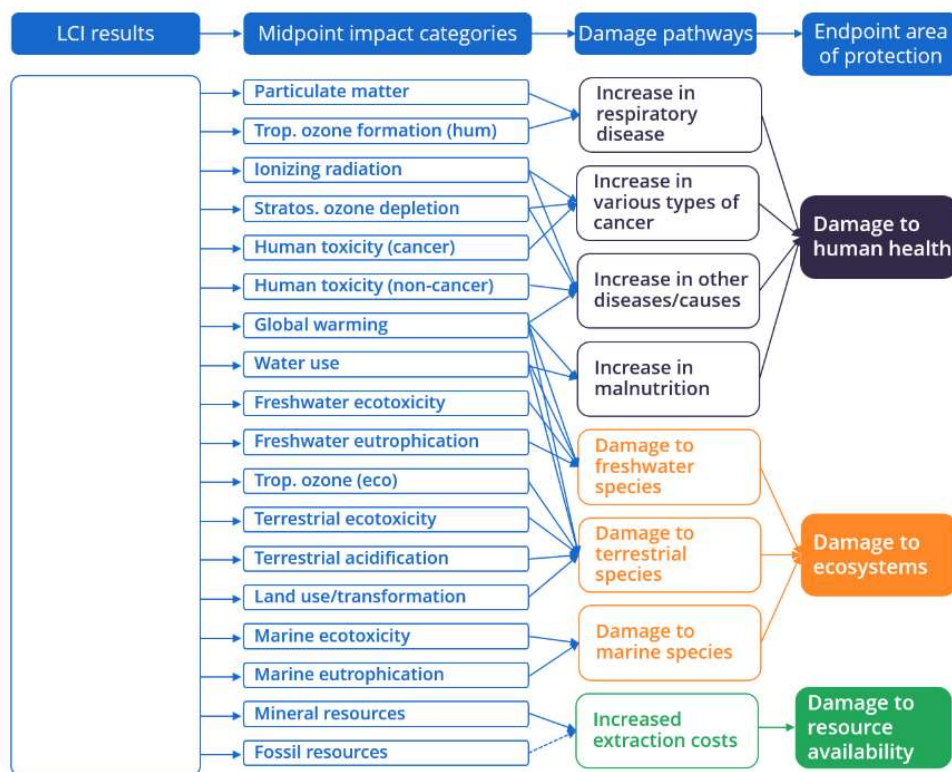 LCI results
Midpoint impact categories
Damage pathways
Endpoint area
of protection
Particulate matter
Trop. ozone formation (hum)
Ionizing radiation
Stratos. ozone depletion
Human toxicity (cancer)
Human toxicity (non-cancer)
Global warming
Water use
Freshwater ecotoxicity
Freshwater eutrophication
Trop. ozone (eco)
Terrestrial ecotoxicity
Terrestrial acidification
Land use/transformation
Marine ecotoxicity
Marine eutrophication
Mineral resources
Fossil resources
Increase in
respiratory
disease
Increase in
various types of
cancer
Increase in other
diseases/causes
Increase in
malnutrition
Damage to
freshwater
species
Damage to
terrestrial
species
Damage to
marine species
Increased
extraction costs
Damage to
human health
Damage to
ecosystems
Damage to
resource
availability